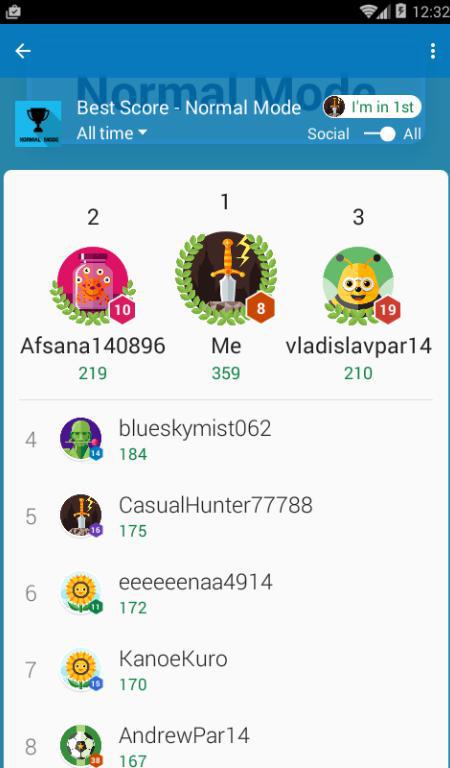 12:32
Normal Mode
Best Score - Normal Mode
I'm in 1st
NORMAL MODE
All time
Social
All
2
1
3
10
8
19
Afsana140896
Me
vladislavpar14
219
359
210
4
blueskymist062
14
184
5
CasualHunter77788
16
175
6
eeeeeenaa4914
11
172
7
KanoeKuro
15
170
8
AndrewPar14
38
167